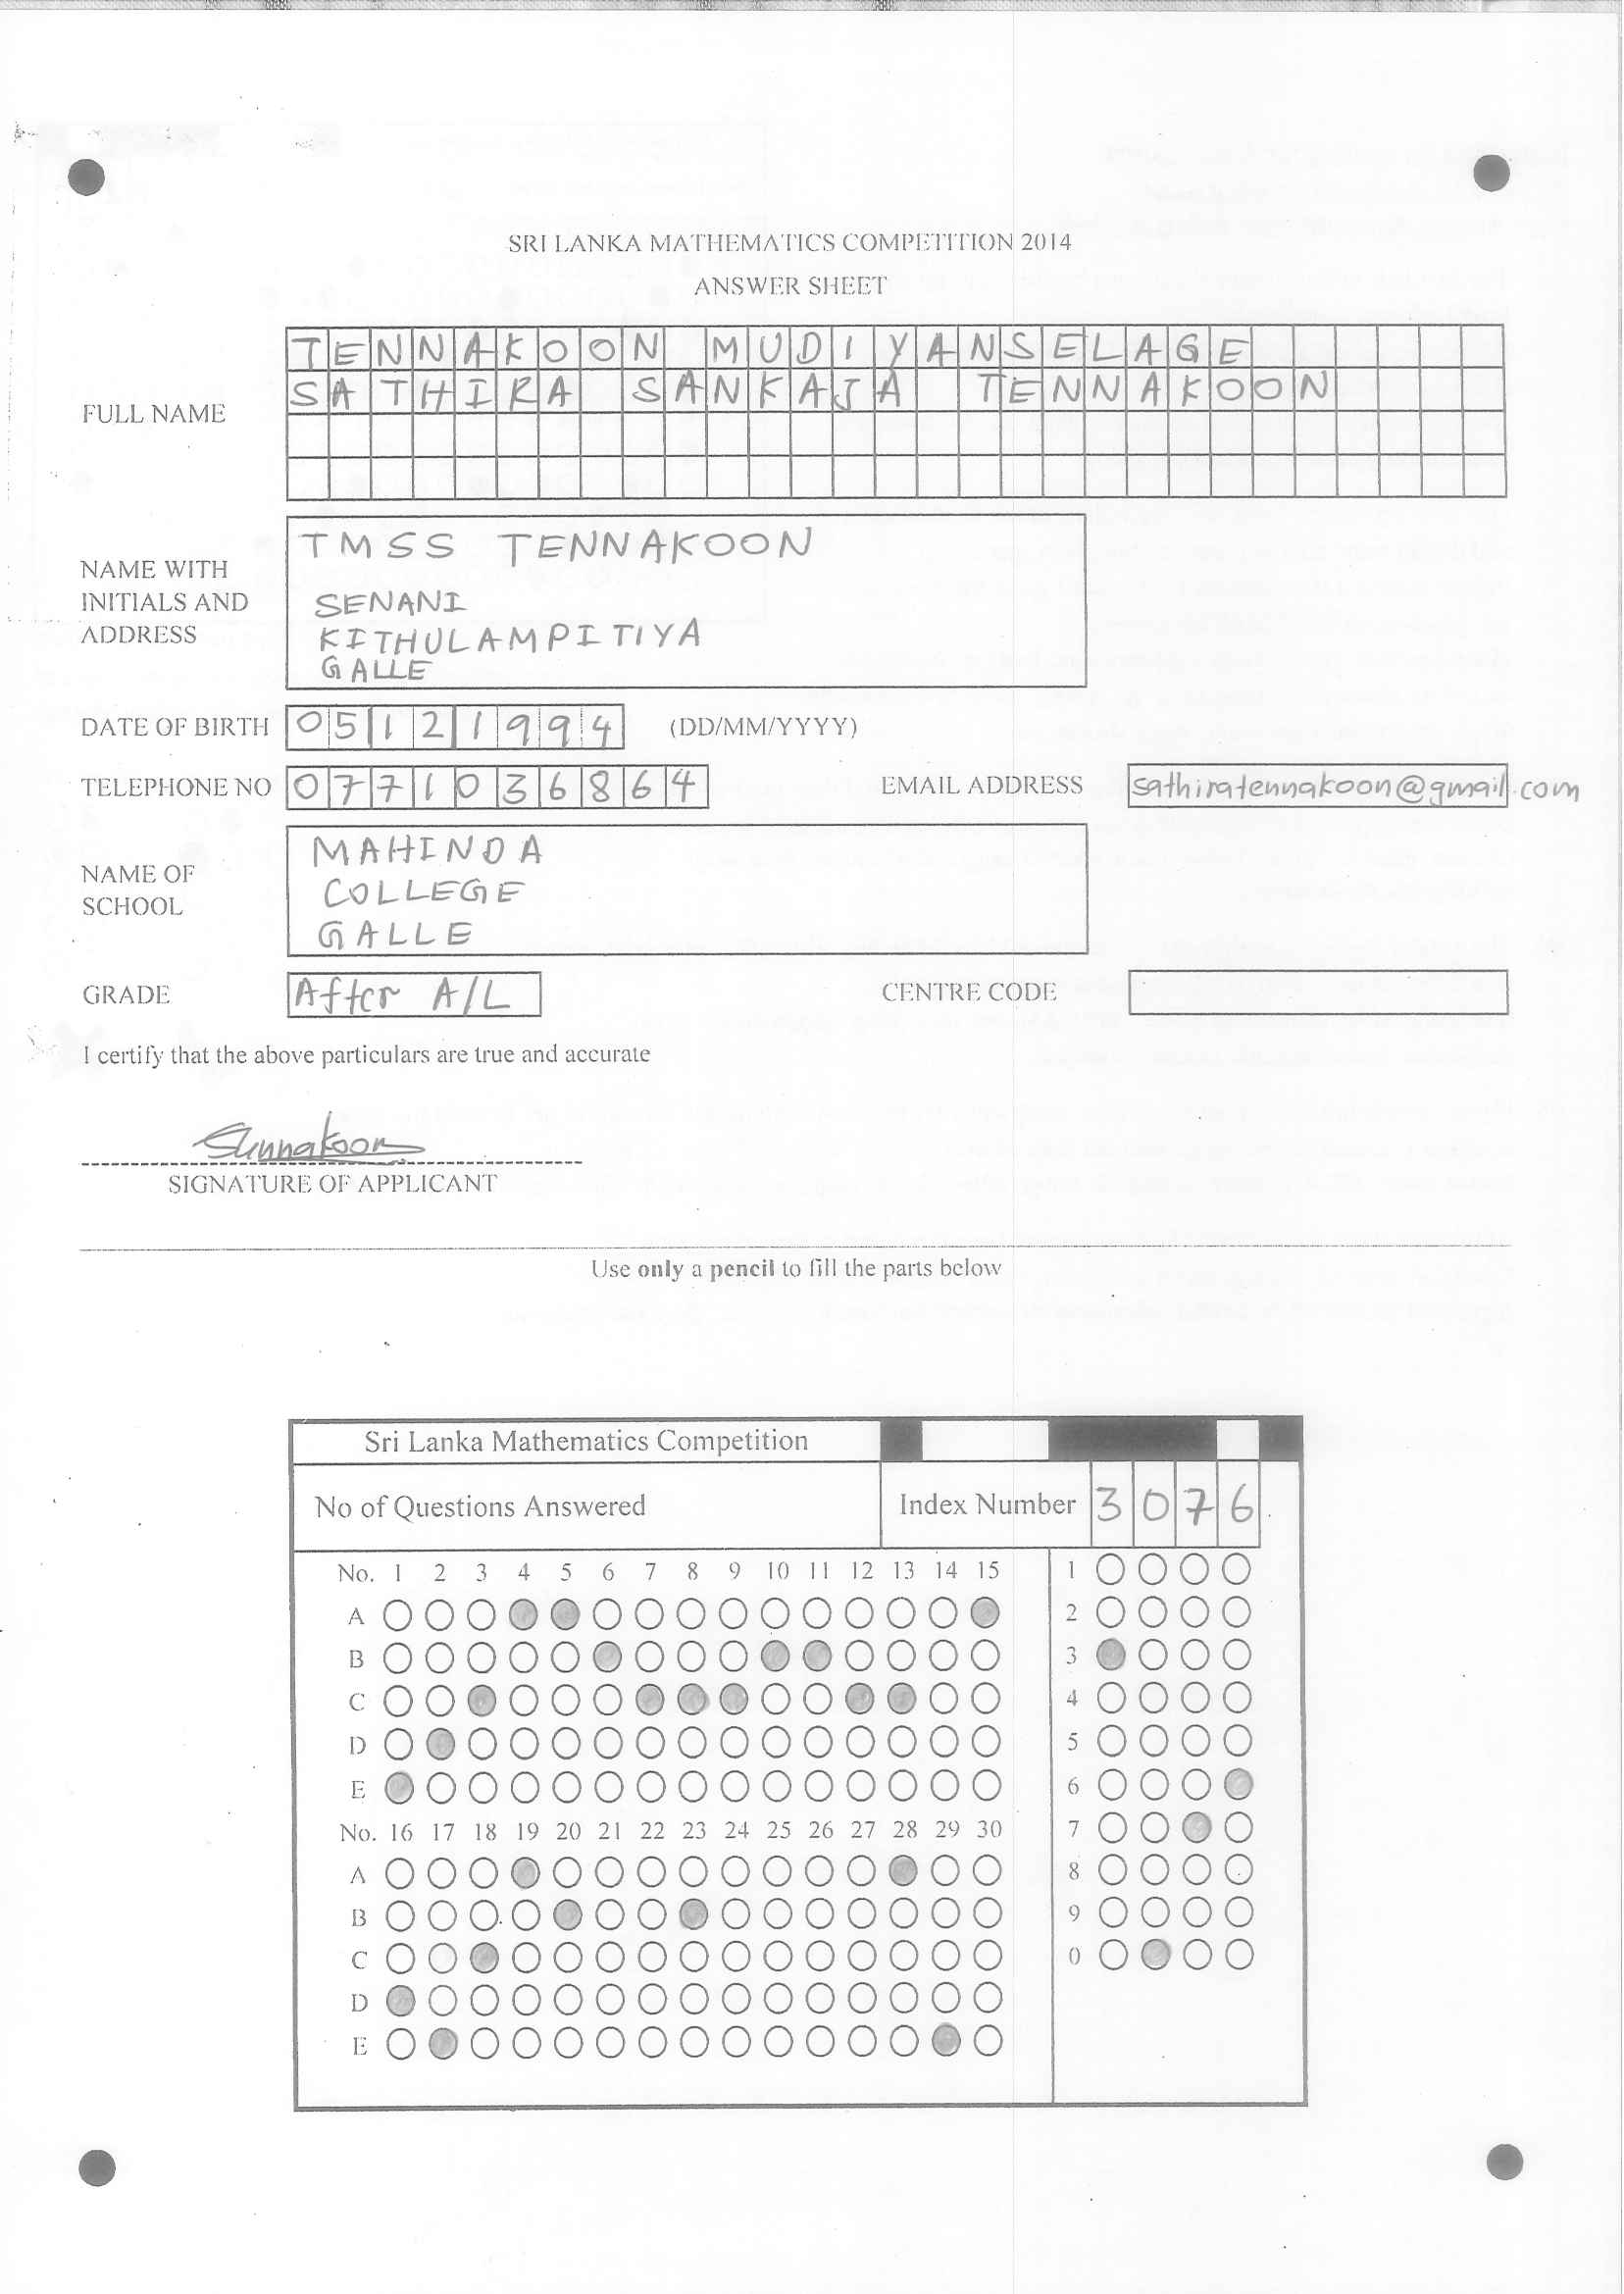 SRI LANKA MATHEMATICS COMPETITION 2014
ANSWER SHEET
FULL NAME
TENNAKOON MUDIYANSELAGE
SATHIRA SANKAJA TENNAKOON
NAME WITH INITIALS AND ADDRESS
TMSS TENNAKOON
SENANI
KITHULAMPITIYA
GALLE
DATE OF BIRTH 05121994 (DD/MM/YYYY)
TELEPHONE NO 0771036864 EMAIL ADDRESS sathiratennakoon@gmail.com
NAME OF SCHOOL
MAHINDA
COLLEGE
GALLE
GRADE After A/L CENTRE CODE
I certify that the above particulars are true and accurate
Stennakoon
SIGNATURE OF APPLICANT
Use only a pencil to fill the parts below
Sri Lanka Mathematics Competition
No of Questions Answered Index Number 3076
No. 1 2 3 4 5 6 7 8 9 10 11 12 13 14 15 1
A 2
B 3
C 4
D 5
E 6
No. 16 17 18 19 20 21 22 23 24 25 26 27 28 29 30 7
A 8
B 9
C 0
D
E